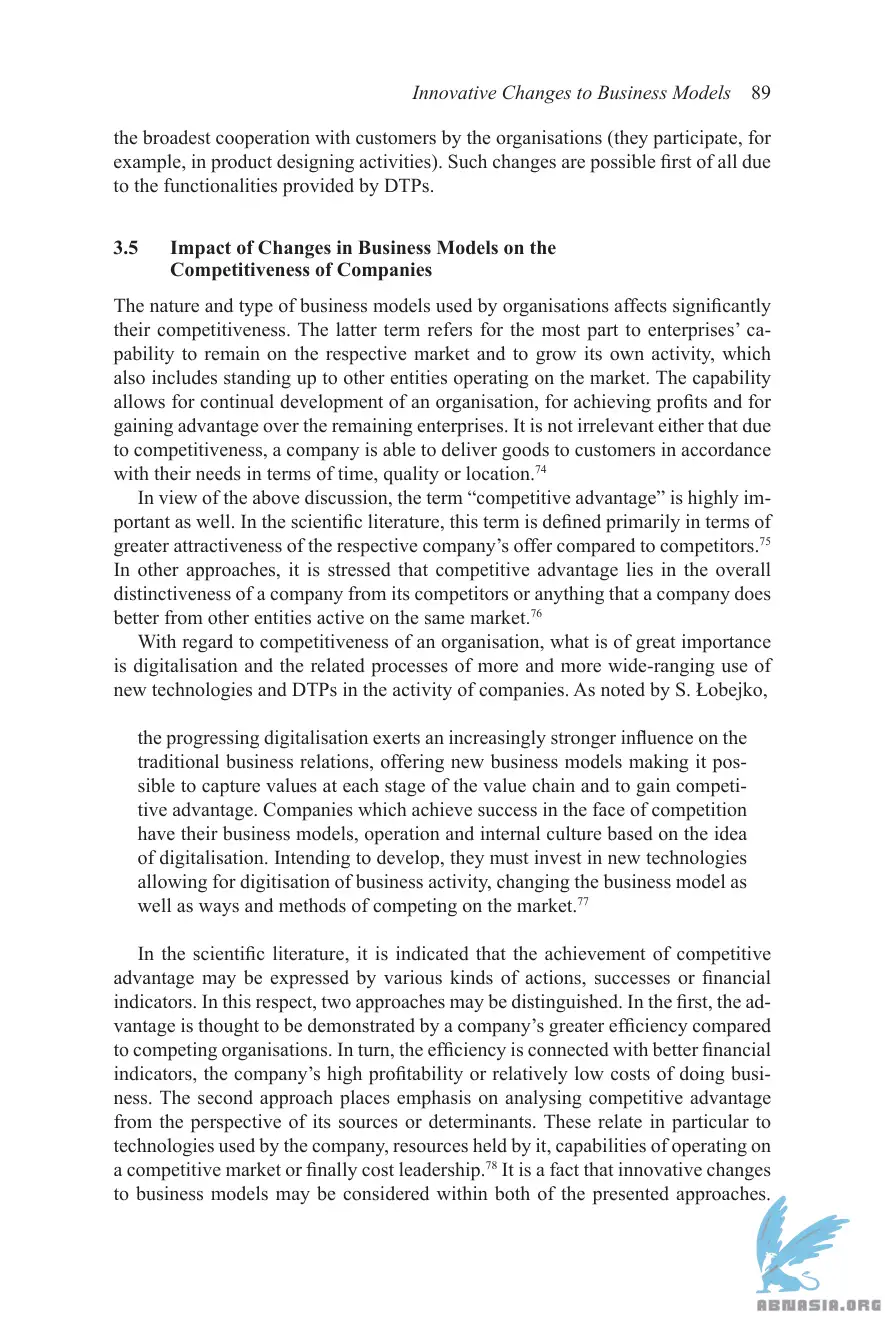 Innovative Changes to Business Models 89
the broadest cooperation with customers by the organisations (they participate, for
example, in product designing activities). Such changes are possible first of all due
to the functionalities provided by DTPs.
3.5 Impact of Changes in Business Models on the
Competitiveness of Companies
The nature and type of business models used by organisations affects significantly
their competitiveness. The latter term refers for the most part to enterprises’ ca-
pability to remain on the respective market and to grow its own activity, which
also includes standing up to other entities operating on the market. The capability
allows for continual development of an organisation, for achieving profits and for
gaining advantage over the remaining enterprises. It is not irrelevant either that due
to competitiveness, a company is able to deliver goods to customers in accordance
with their needs in terms of time, quality or location.74
In view of the above discussion, the term “competitive advantage” is highly im-
portant as well. In the scientific literature, this term is defined primarily in terms of
greater attractiveness of the respective company’s offer compared to competitors.75
In other approaches, it is stressed that competitive advantage lies in the overall
distinctiveness of a company from its competitors or anything that a company does
better from other entities active on the same market.76
With regard to competitiveness of an organisation, what is of great importance
is digitalisation and the related processes of more and more wide-ranging use of
new technologies and DTPs in the activity of companies. As noted by S. Łobejko,
the progressing digitalisation exerts an increasingly stronger influence on the
traditional business relations, offering new business models making it pos-
sible to capture values at each stage of the value chain and to gain competi-
tive advantage. Companies which achieve success in the face of competition
have their business models, operation and internal culture based on the idea
of digitalisation. Intending to develop, they must invest in new technologies
allowing for digitisation of business activity, changing the business model as
well as ways and methods of competing on the market.77
In the scientific literature, it is indicated that the achievement of competitive
advantage may be expressed by various kinds of actions, successes or financial
indicators. In this respect, two approaches may be distinguished. In the first, the ad-
vantage is thought to be demonstrated by a company’s greater efficiency compared
to competing organisations. In turn, the efficiency is connected with better financial
indicators, the company’s high profitability or relatively low costs of doing busi-
ness. The second approach places emphasis on analysing competitive advantage
from the perspective of its sources or determinants. These relate in particular to
technologies used by the company, resources held by it, capabilities of operating on
a competitive market or finally cost leadership.78 It is a fact that innovative changes
to business models may be considered within both of the presented approaches.
ABNASIA.ORG